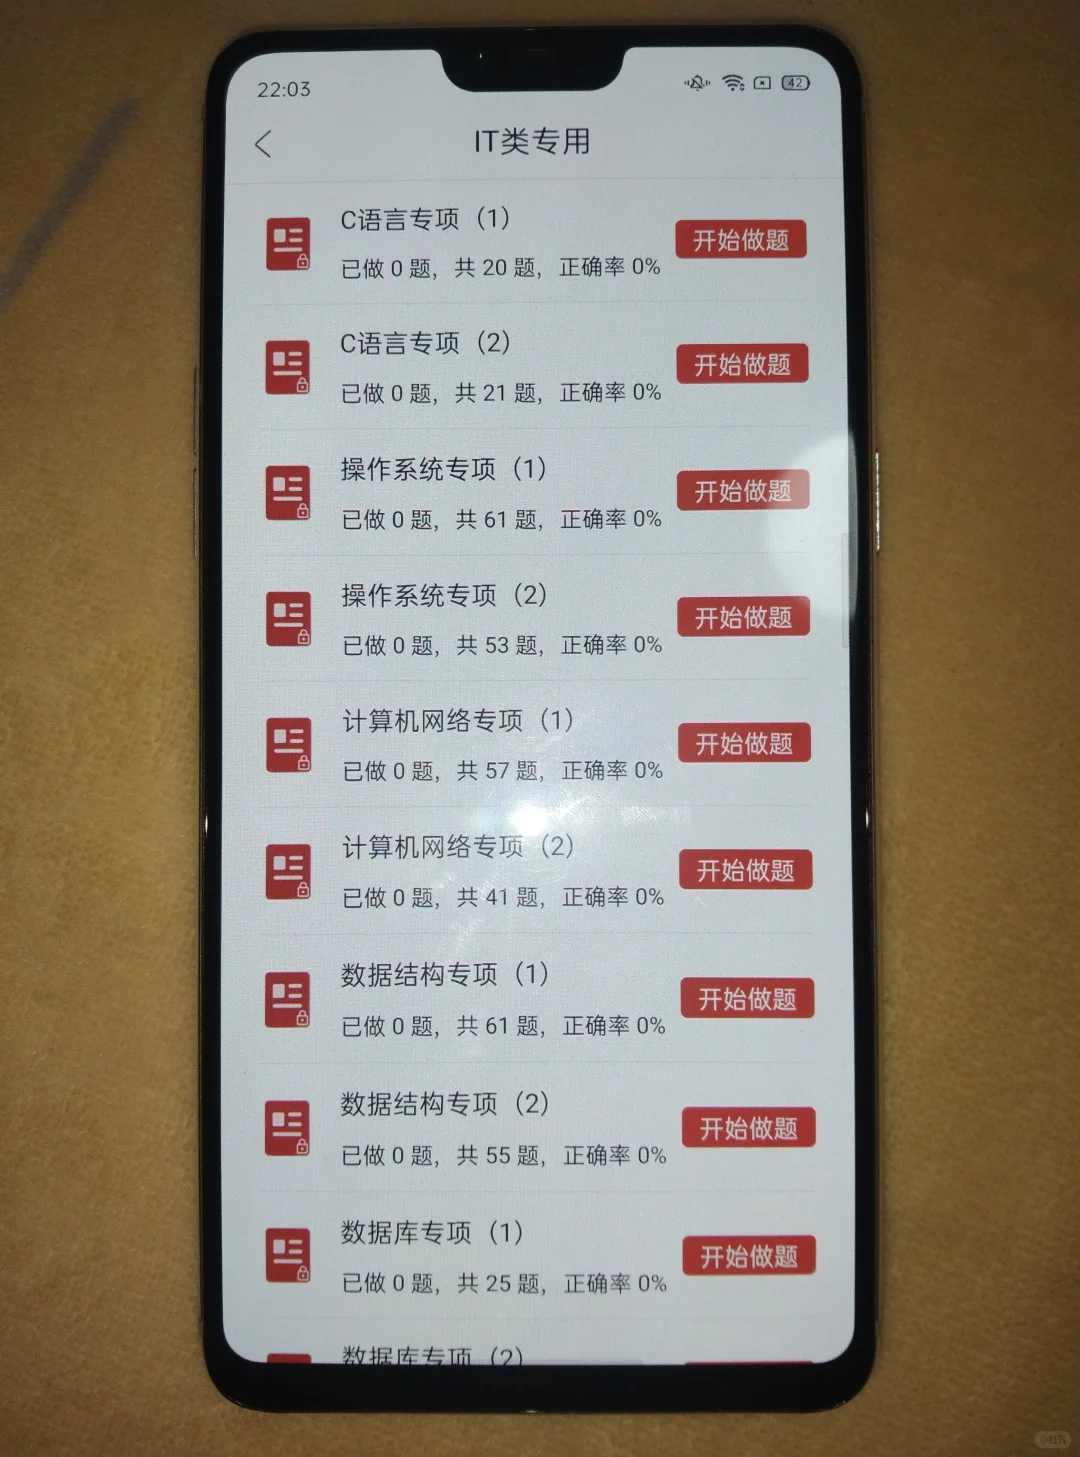 22:03
42
IT类专用
C语言专项（1）
已做 0 题，共 20 题，正确率 0%
开始做题
C语言专项（2）
已做 0 题，共 21 题，正确率 0%
开始做题
操作系统专项（1）
已做 0 题，共 61 题，正确率 0%
开始做题
操作系统专项（2）
已做 0 题，共 53 题，正确率 0%
开始做题
计算机网络专项（1）
已做 0 题，共 57 题，正确率 0%
开始做题
计算机网络专项（2）
已做 0 题，共 41 题，正确率 0%
开始做题
数据结构专项（1）
已做 0 题，共 61 题，正确率 0%
开始做题
数据结构专项（2）
已做 0 题，共 55 题，正确率 0%
开始做题
数据库专项（1）
已做 0 题，共 25 题，正确率 0%
开始做题
数据库专项（2）